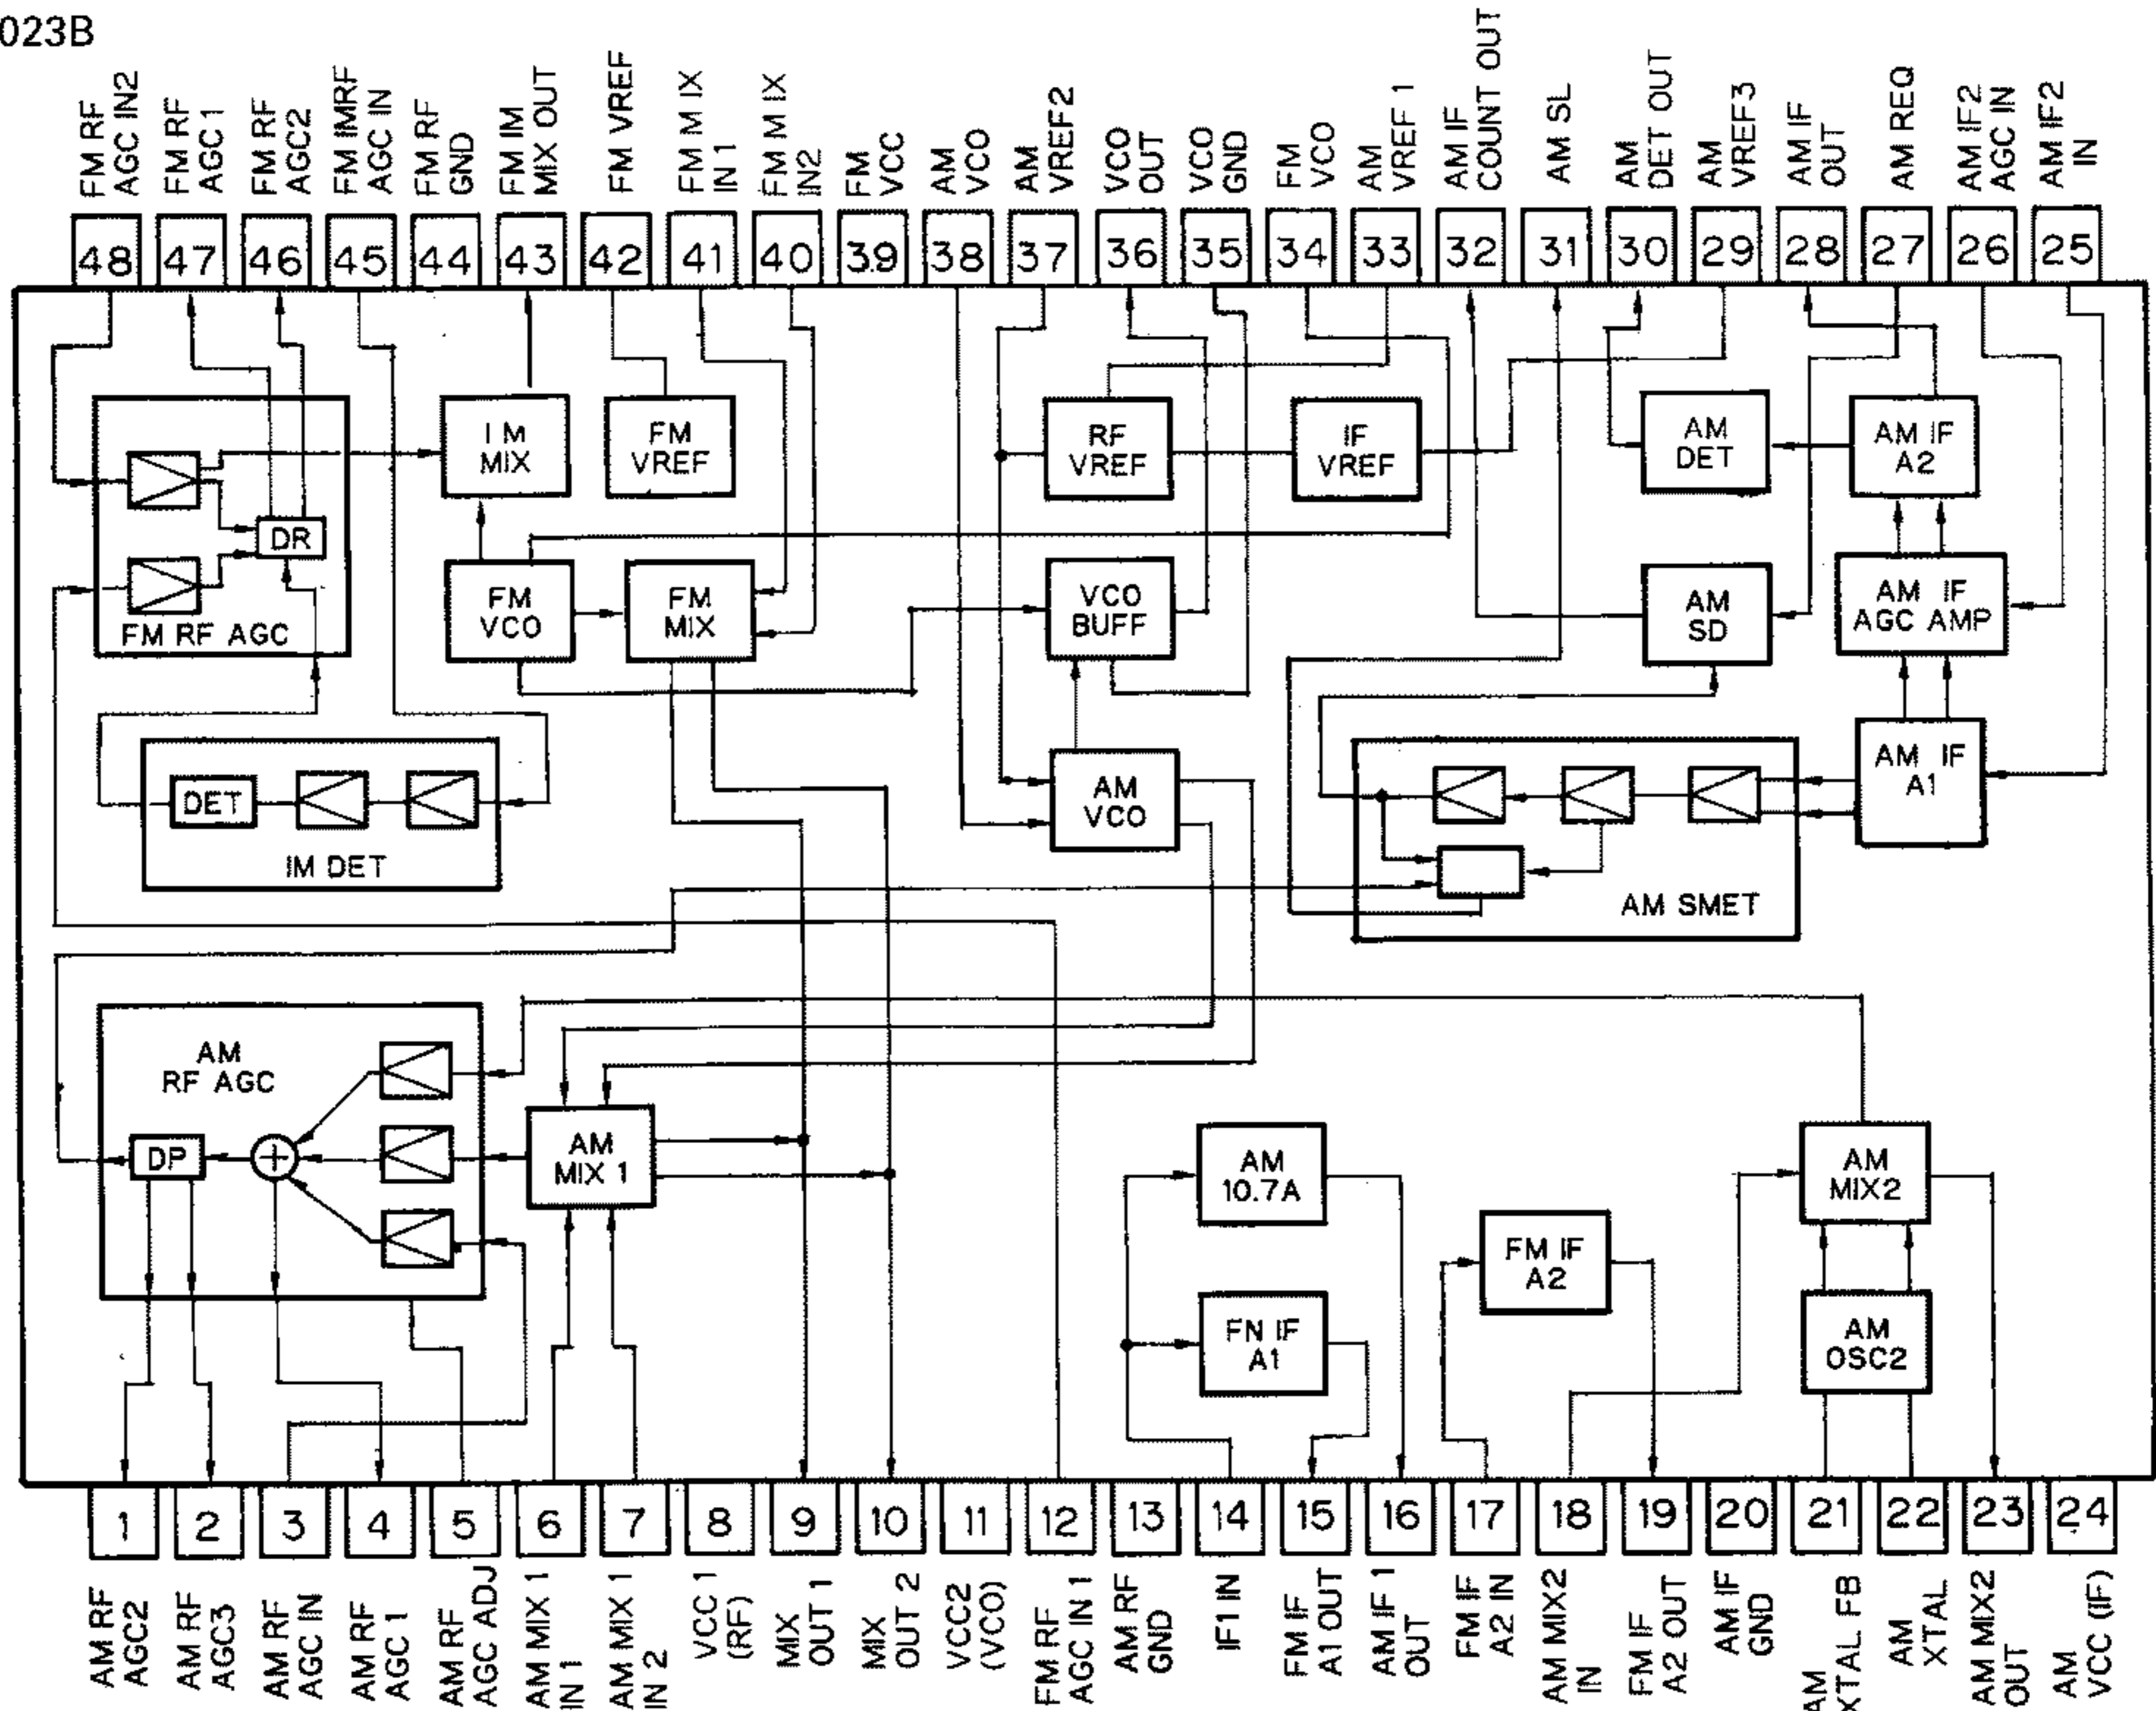 023B
FM RF
AGC IN2
FM RF
AGC1
FM RF
AGC2
FM IMRF
AGC IN
FM RF
GND
FM IM
MIX OUT
FM VREF
FM M IX
IN 1
FM M IX
IN2
FM
VCC
AM
VCO
AM
VREF2
VCO
OUT
VCO
GND
FM
VCO
AM
VREF 1
AM IF
COUNT OUT
AM SL
AM
DET OUT
AM
VREF3
AM IF
OUT
AM REQ
AM IF2
AGC IN
AM IF2
IN
48 47 46 45 44 43 42 41 40 39 38 37 36 35 34 33 32 31 30 29 28 27 26 25
I M
MIX
FM
VREF
RF
VREF
IF
VREF
AM
DET
AM IF
A2
DR
FM RF AGC
FM
VCO
FM
MIX
VCO
BUFF
AM
SD
AM IF
AGC AMP
DET
IM DET
AM
VCO
AM IF
A1
AM SMET
AM
RF AGC
DP
+
AM
MIX 1
AM
10.7A
FM IF
A2
AM
MIX2
FN IF
A1
AM
OSC2
1 2 3 4 5 6 7 8 9 10 11 12 13 14 15 16 17 18 19 20 21 22 23 24
AM RF
AGC2
AM RF
AGC3
AM RF
AGC IN
AM RF
AGC 1
AM RF
AGC ADJ
AM MIX 1
IN 1
AM MIX 1
IN 2
VCC 1
(RF)
MIX
OUT 1
MIX
OUT 2
VCC2
(VCO)
FM RF
AGC IN 1
AM RF
GND
IF1 IN
FM IF
A1 OUT
AM IF 1
OUT
FM IF
A2 IN
AM MIX2
IN
FM IF
A2 OUT
AM IF
GND
AM
XTAL FB
AM
XTAL
AM MIX2
OUT
AM
VCC (IF)